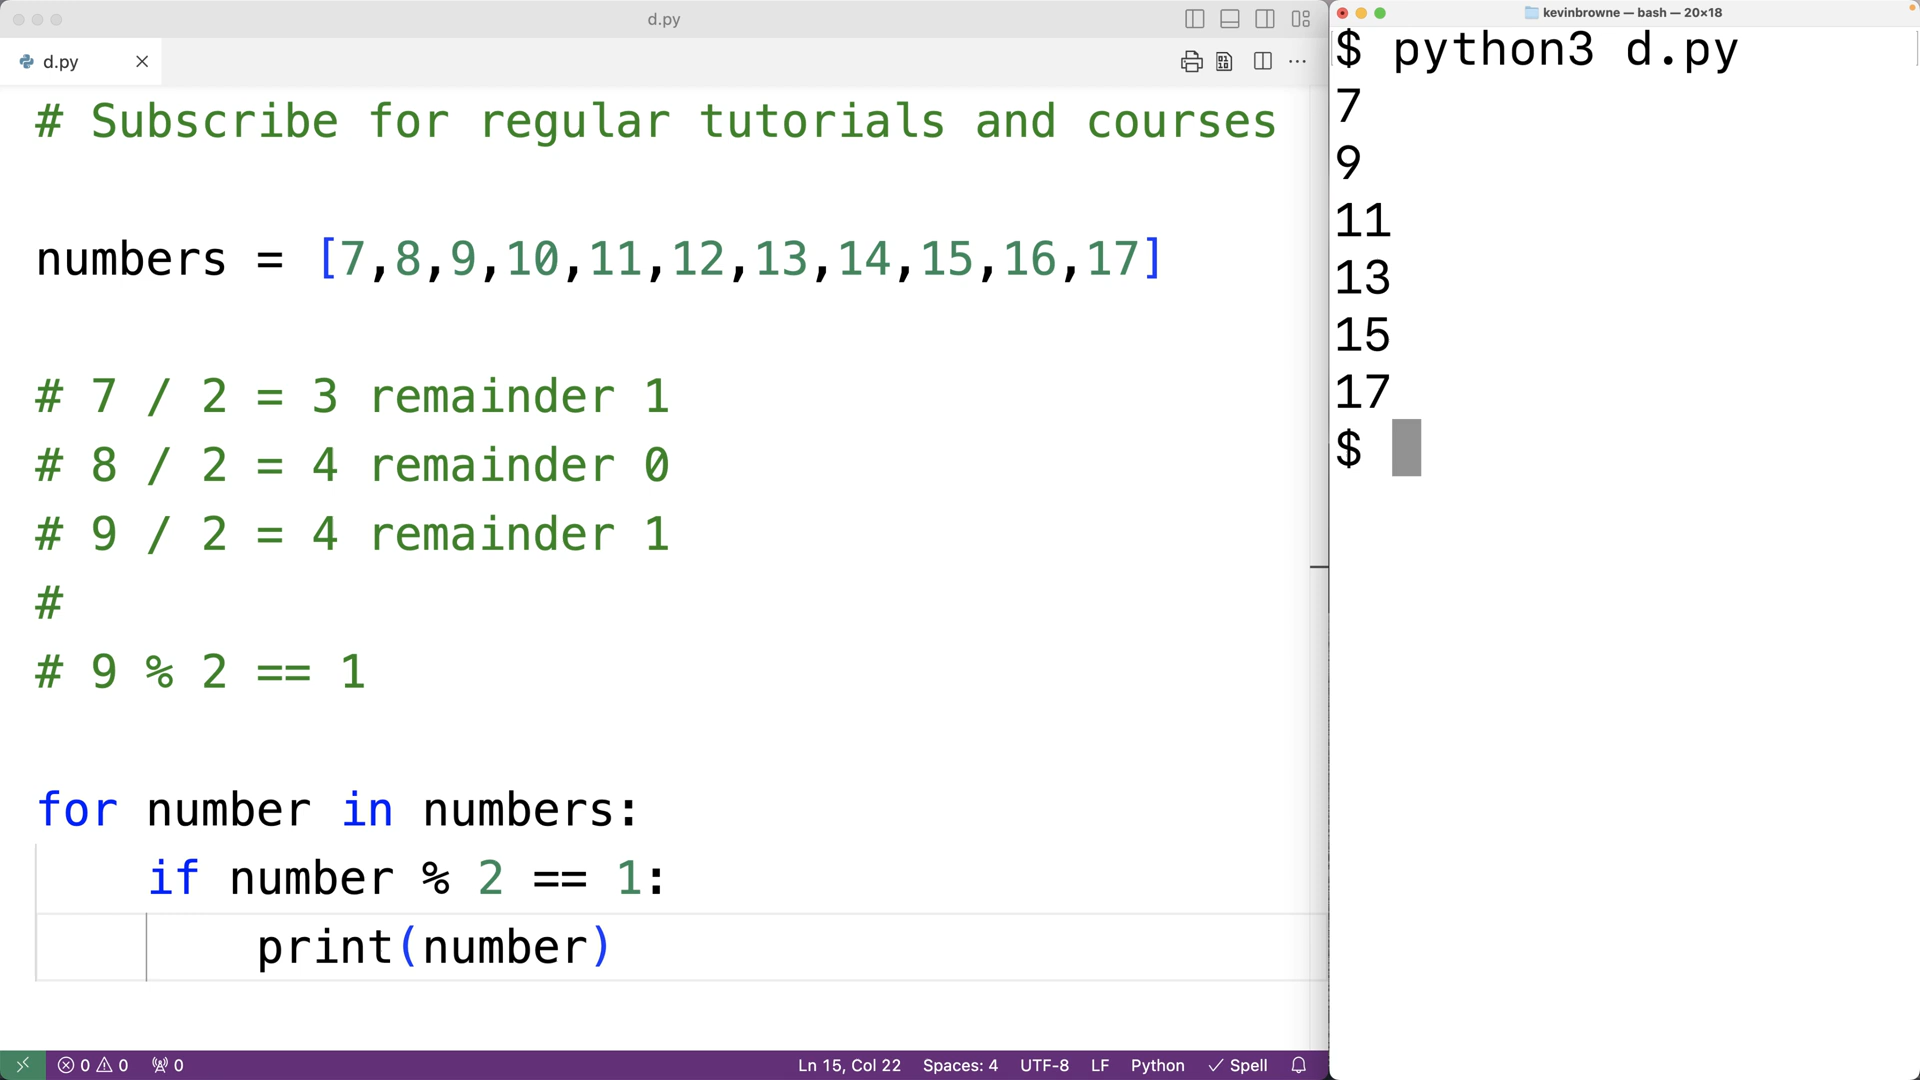 d.py
d.py
# Subscribe for regular tutorials and courses
numbers = [7,8,9,10,11,12,13,14,15,16,17]
# 7 / 2 = 3 remainder 1
# 8 / 2 = 4 remainder 0
# 9 / 2 = 4 remainder 1
#
# 9 % 2 == 1
for number in numbers:
    if number % 2 == 1:
        print(number)
0 0 0 Ln 15, Col 22 Spaces: 4 UTF-8 LF Python Spell
kevinbrowne — bash — 20×18
$ python3 d.py
7
9
11
13
15
17
$